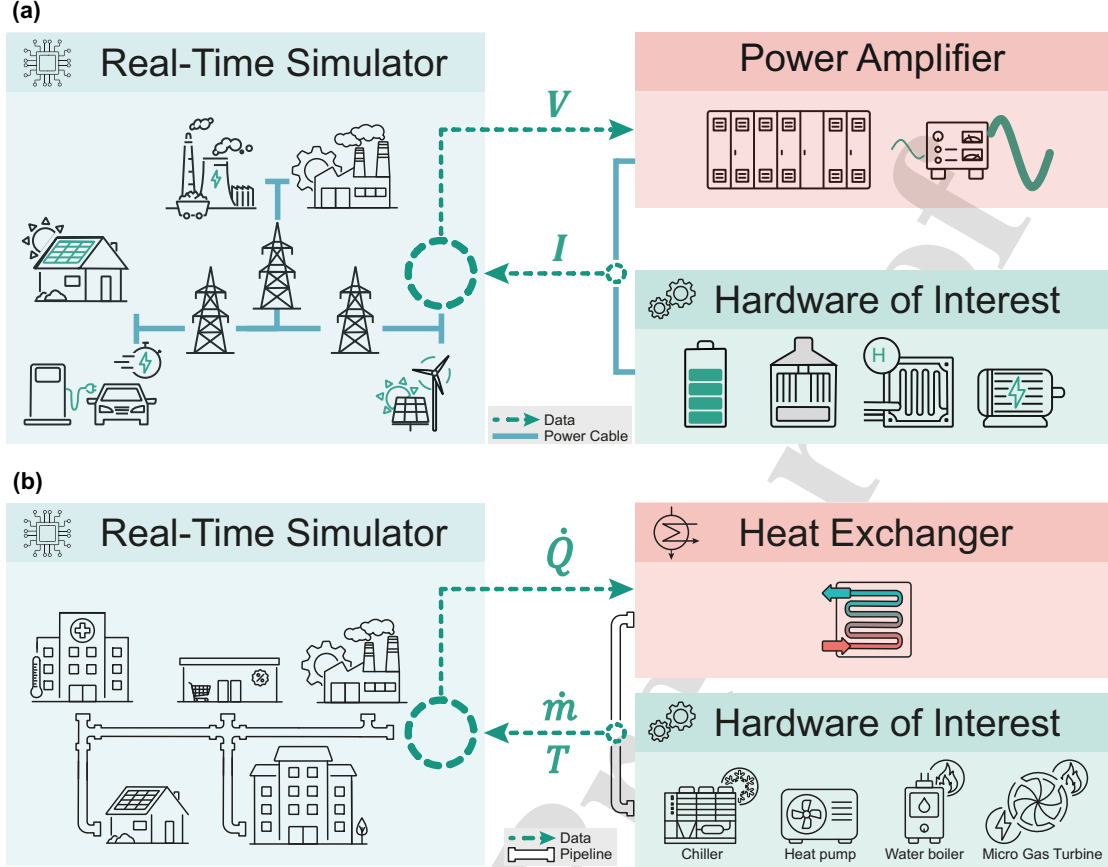 (a)
Real-Time Simulator
Power Amplifier
V
I
Hardware of Interest
H
Data
Power Cable
(b)
Real-Time Simulator
Heat Exchanger
Q̇
ṁ
T
Hardware of Interest
%
Data
Pipeline
Chiller
Heat pump
Water boiler
Micro Gas Turbine